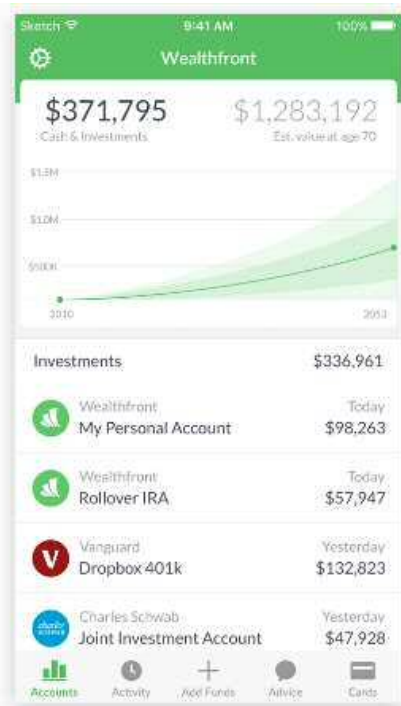 Sketch 9:41 AM 100%
Wealthfront
$371,795 $1,283,192
Cash & Investments Est. value at age 70
$1.5M
$1.0M
$500K
2010 2053
Investments $336,961
Wealthfront Today
My Personal Account $98,263
Wealthfront Today
Rollover IRA $57,947
V Vanguard Yesterday
Dropbox 401k $132,823
charles SCHWAB Charles Schwab Yesterday
Joint Investment Account $47,928
Accounts Activity Add Funds Advice Cards